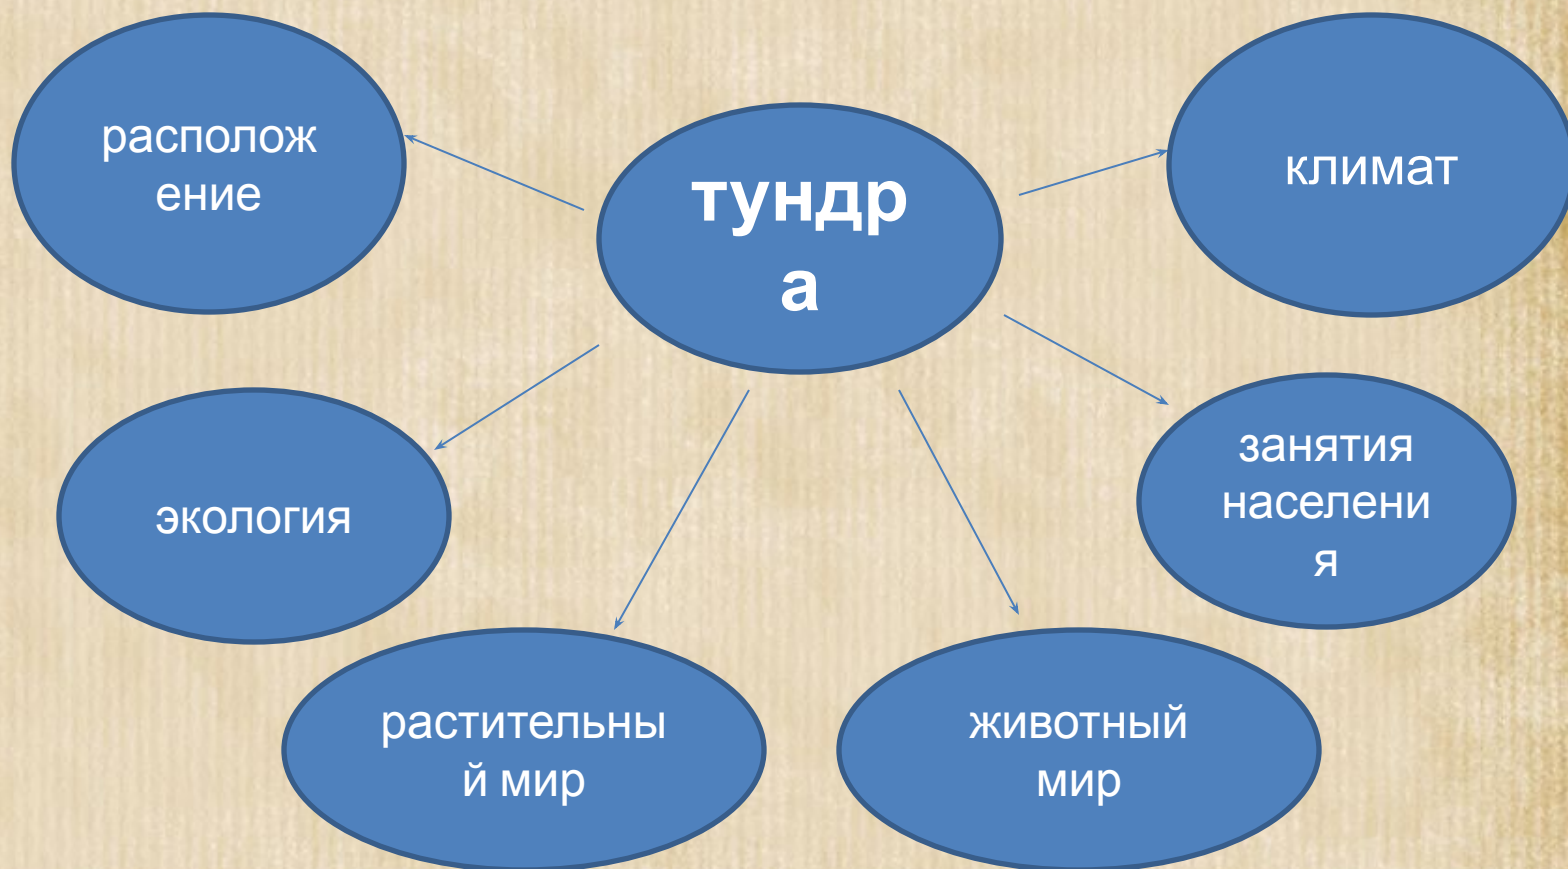 располож
ение
тундр
а
климат
экология
занятия
населени
я
растительны
й мир
животный
мир